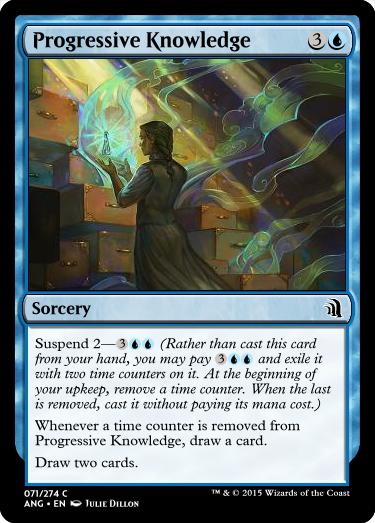 Progressive Knowledge 3
Sorcery
Suspend 2—3 (Rather than cast this card
from your hand, you may pay 3 and exile it
with two time counters on it. At the beginning of
your upkeep, remove a time counter. When the last
is removed, cast it without paying its mana cost.)
Whenever a time counter is removed from
Progressive Knowledge, draw a card.
Draw two cards.
071/274 C
ANG • EN JULIE DILLON
™ & © 2015 Wizards of the Coast